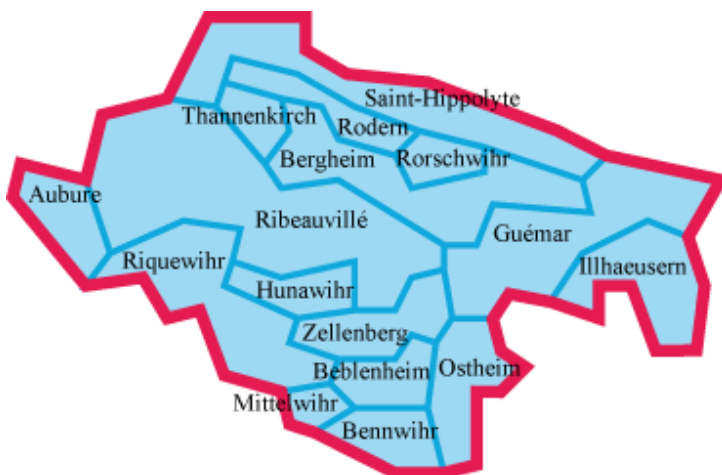 Saint-Hippolyte
Thannenkirch
Rodern
Bergheim
Rorschwihr
Aubure
Ribeauvillé
Guémar
Riquewihr
Illhaeusern
Hunawihr
Zellenberg
Beblenheim
Ostheim
Mittelwihr
Bennwihr